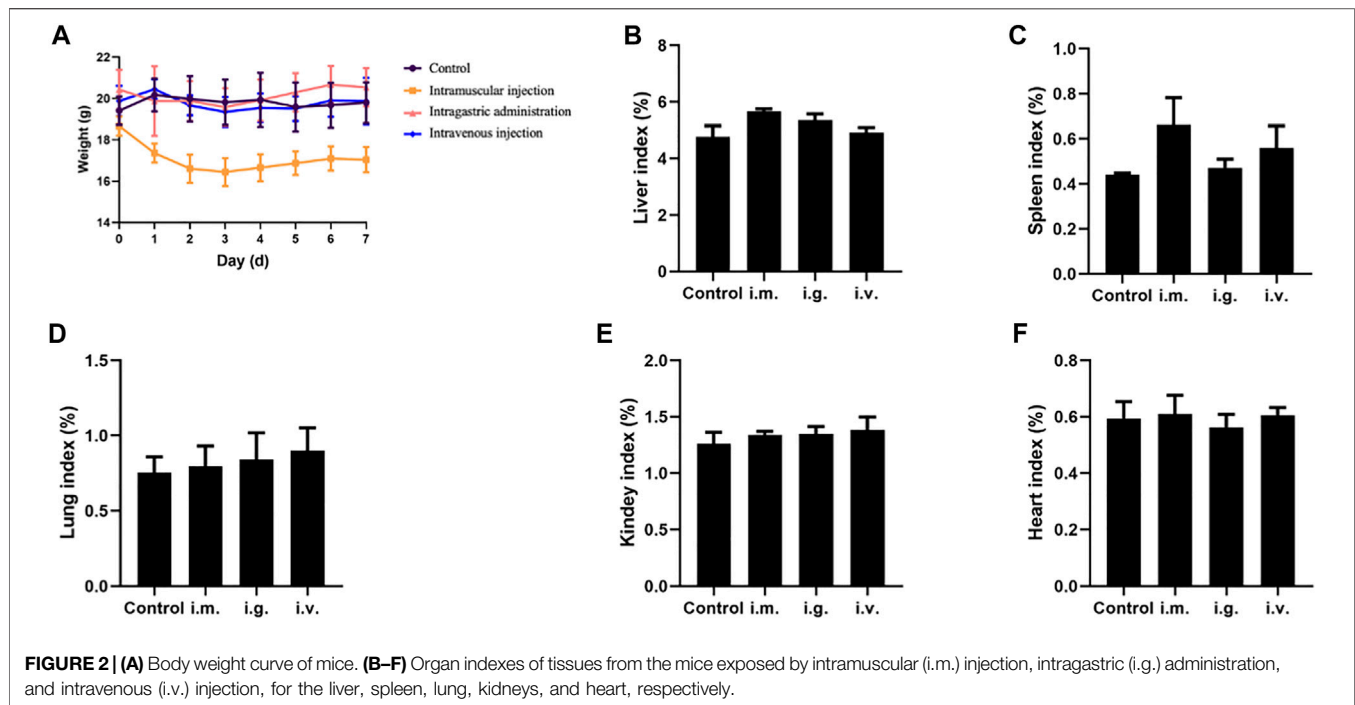 A
22
20
18
16
14
Weight (g)
0 1 2 3 4 5 6 7
Day (d)
Control
Intramuscular injection
Intragastric administration
Intravenous injection
B
8
6
4
2
0
Liver index (%)
Control i.m. i.g. i.v.
C
1.0
0.8
0.6
0.4
0.2
0.0
Spleen index (%)
Control i.m. i.g. i.v.
D
1.5
1.0
0.5
0.0
Lung index (%)
Control i.m. i.g. i.v.
E
2.0
1.5
1.0
0.5
0.0
Kindey index (%)
Control i.m. i.g. i.v.
F
0.8
0.6
0.4
0.2
0.0
Heart index (%)
Control i.m. i.g. i.v.
FIGURE 2 | (A) Body weight curve of mice. (B–F) Organ indexes of tissues from the mice exposed by intramuscular (i.m.) injection, intragastric (i.g.) administration,
and intravenous (i.v.) injection, for the liver, spleen, lung, kidneys, and heart, respectively.